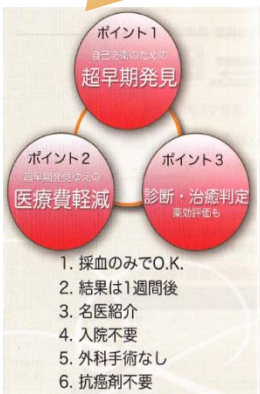 ポイント1
自己防衛のための
超早期発見
ポイント2
超早期発見ゆえの
医療費軽減
ポイント3
診断・治癒判定
薬効評価も
1. 採血のみでO.K.
2. 結果は1週間後
3. 名医紹介
4. 入院不要
5. 外科手術なし
6. 抗癌剤不要